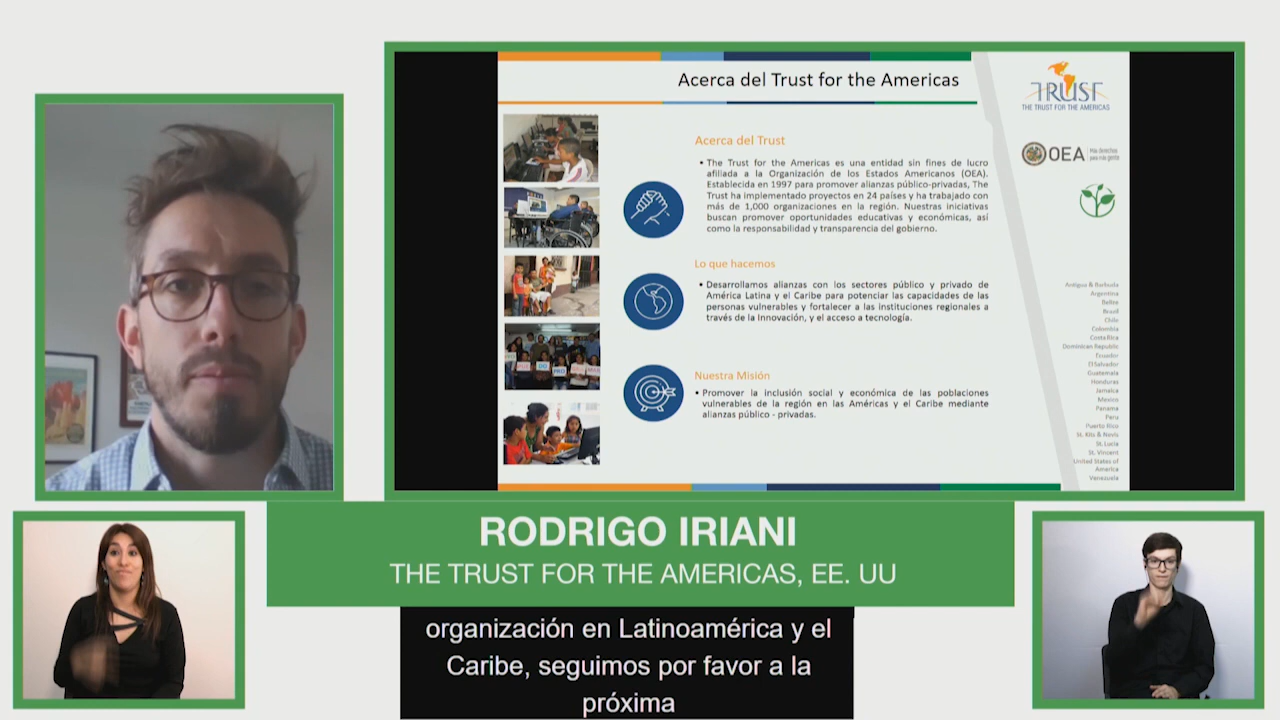 Acerca del Trust for the Americas
TRUST
THE TRUST FOR THE AMERICAS
OEA
Más derechos
para más gente
Acerca del Trust
• The Trust for the Americas es una entidad sin fines de lucro
afiliada a la Organización de los Estados Americanos (OEA).
Establecida en 1997 para promover alianzas público-privadas, The
Trust ha implementado proyectos en 24 países y ha trabajado con
más de 1,000 organizaciones en la región. Nuestras iniciativas
buscan promover oportunidades educativas y económicas, así
como la responsabilidad y transparencia del gobierno.
Lo que hacemos
• Desarrollamos alianzas con los sectores público y privado de
América Latina y el Caribe para potenciar las capacidades de las
personas vulnerables y fortalecer a las instituciones regionales a
través de la Innovación, y el acceso a tecnología.
Nuestra Misión
• Promover la inclusión social y económica de las poblaciones
vulnerables de la región en las Américas y el Caribe mediante
alianzas público - privadas.
Antigua & Barbuda
Argentina
Belize
Brazil
Chile
Colombia
Costa Rica
Dominican Republic
Ecuador
El Salvador
Guatemala
Honduras
Jamaica
Mexico
Panama
Peru
Puerto Rico
St. Kits & Nevis
St. Lucia
St. Vincent
United States of
America
Venezuela
RODRIGO IRIANI
THE TRUST FOR THE AMERICAS, EE. UU
organización en Latinoamérica y el
Caribe, seguimos por favor a la
próxima